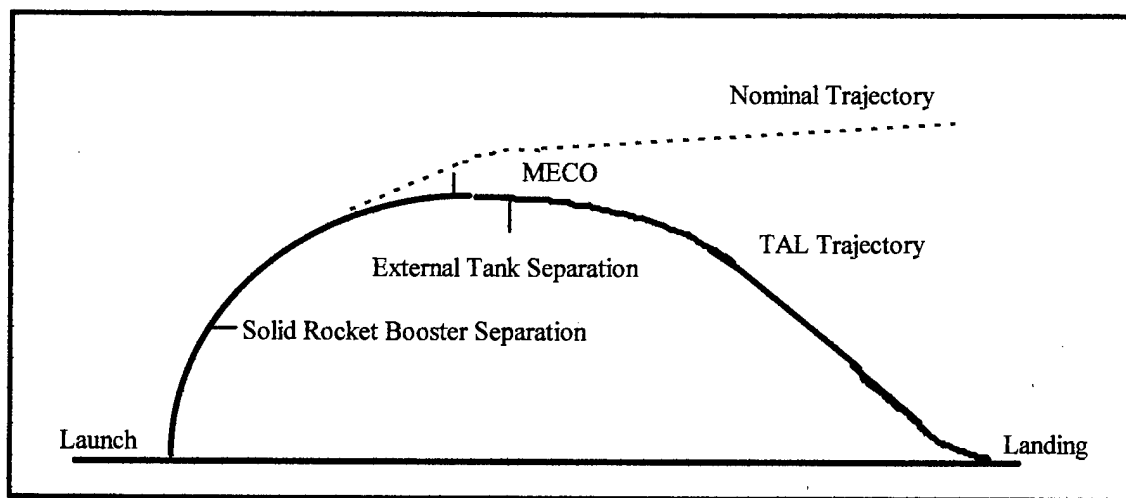 Nominal Trajectory
MECO
TAL Trajectory
External Tank Separation
Solid Rocket Booster Separation
Launch
Landing